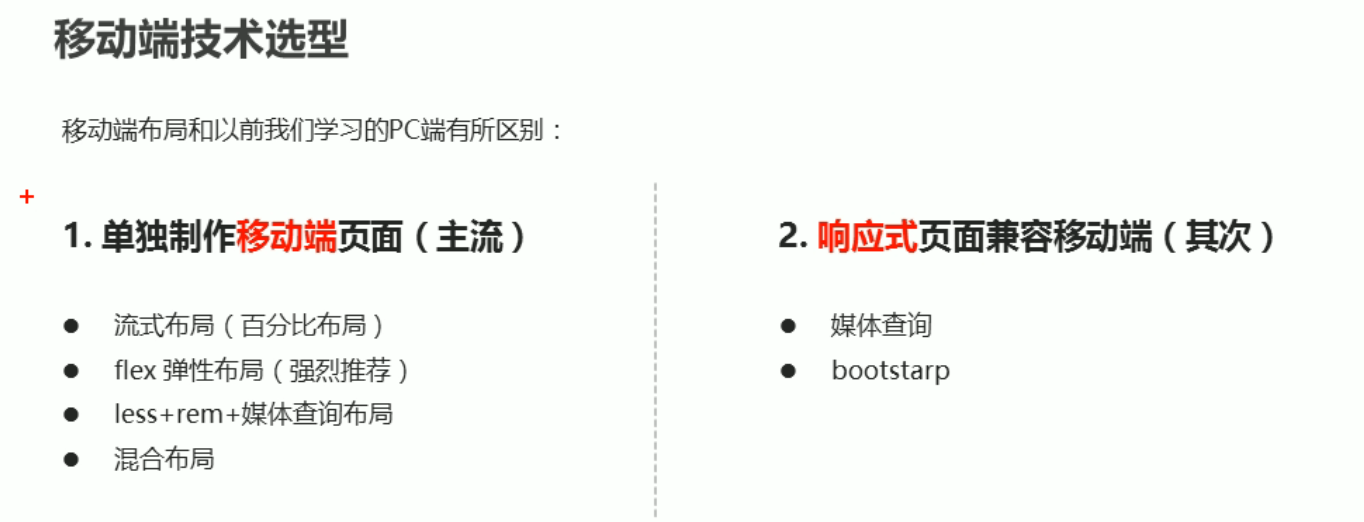 移动端技术选型
移动端布局和以前我们学习的PC端有所区别：
1. 单独制作移动端页面（主流）
● 流式布局（百分比布局）
● flex 弹性布局（强烈推荐）
● less+rem+媒体查询布局
● 混合布局
2. 响应式页面兼容移动端（其次）
● 媒体查询
● bootstarp